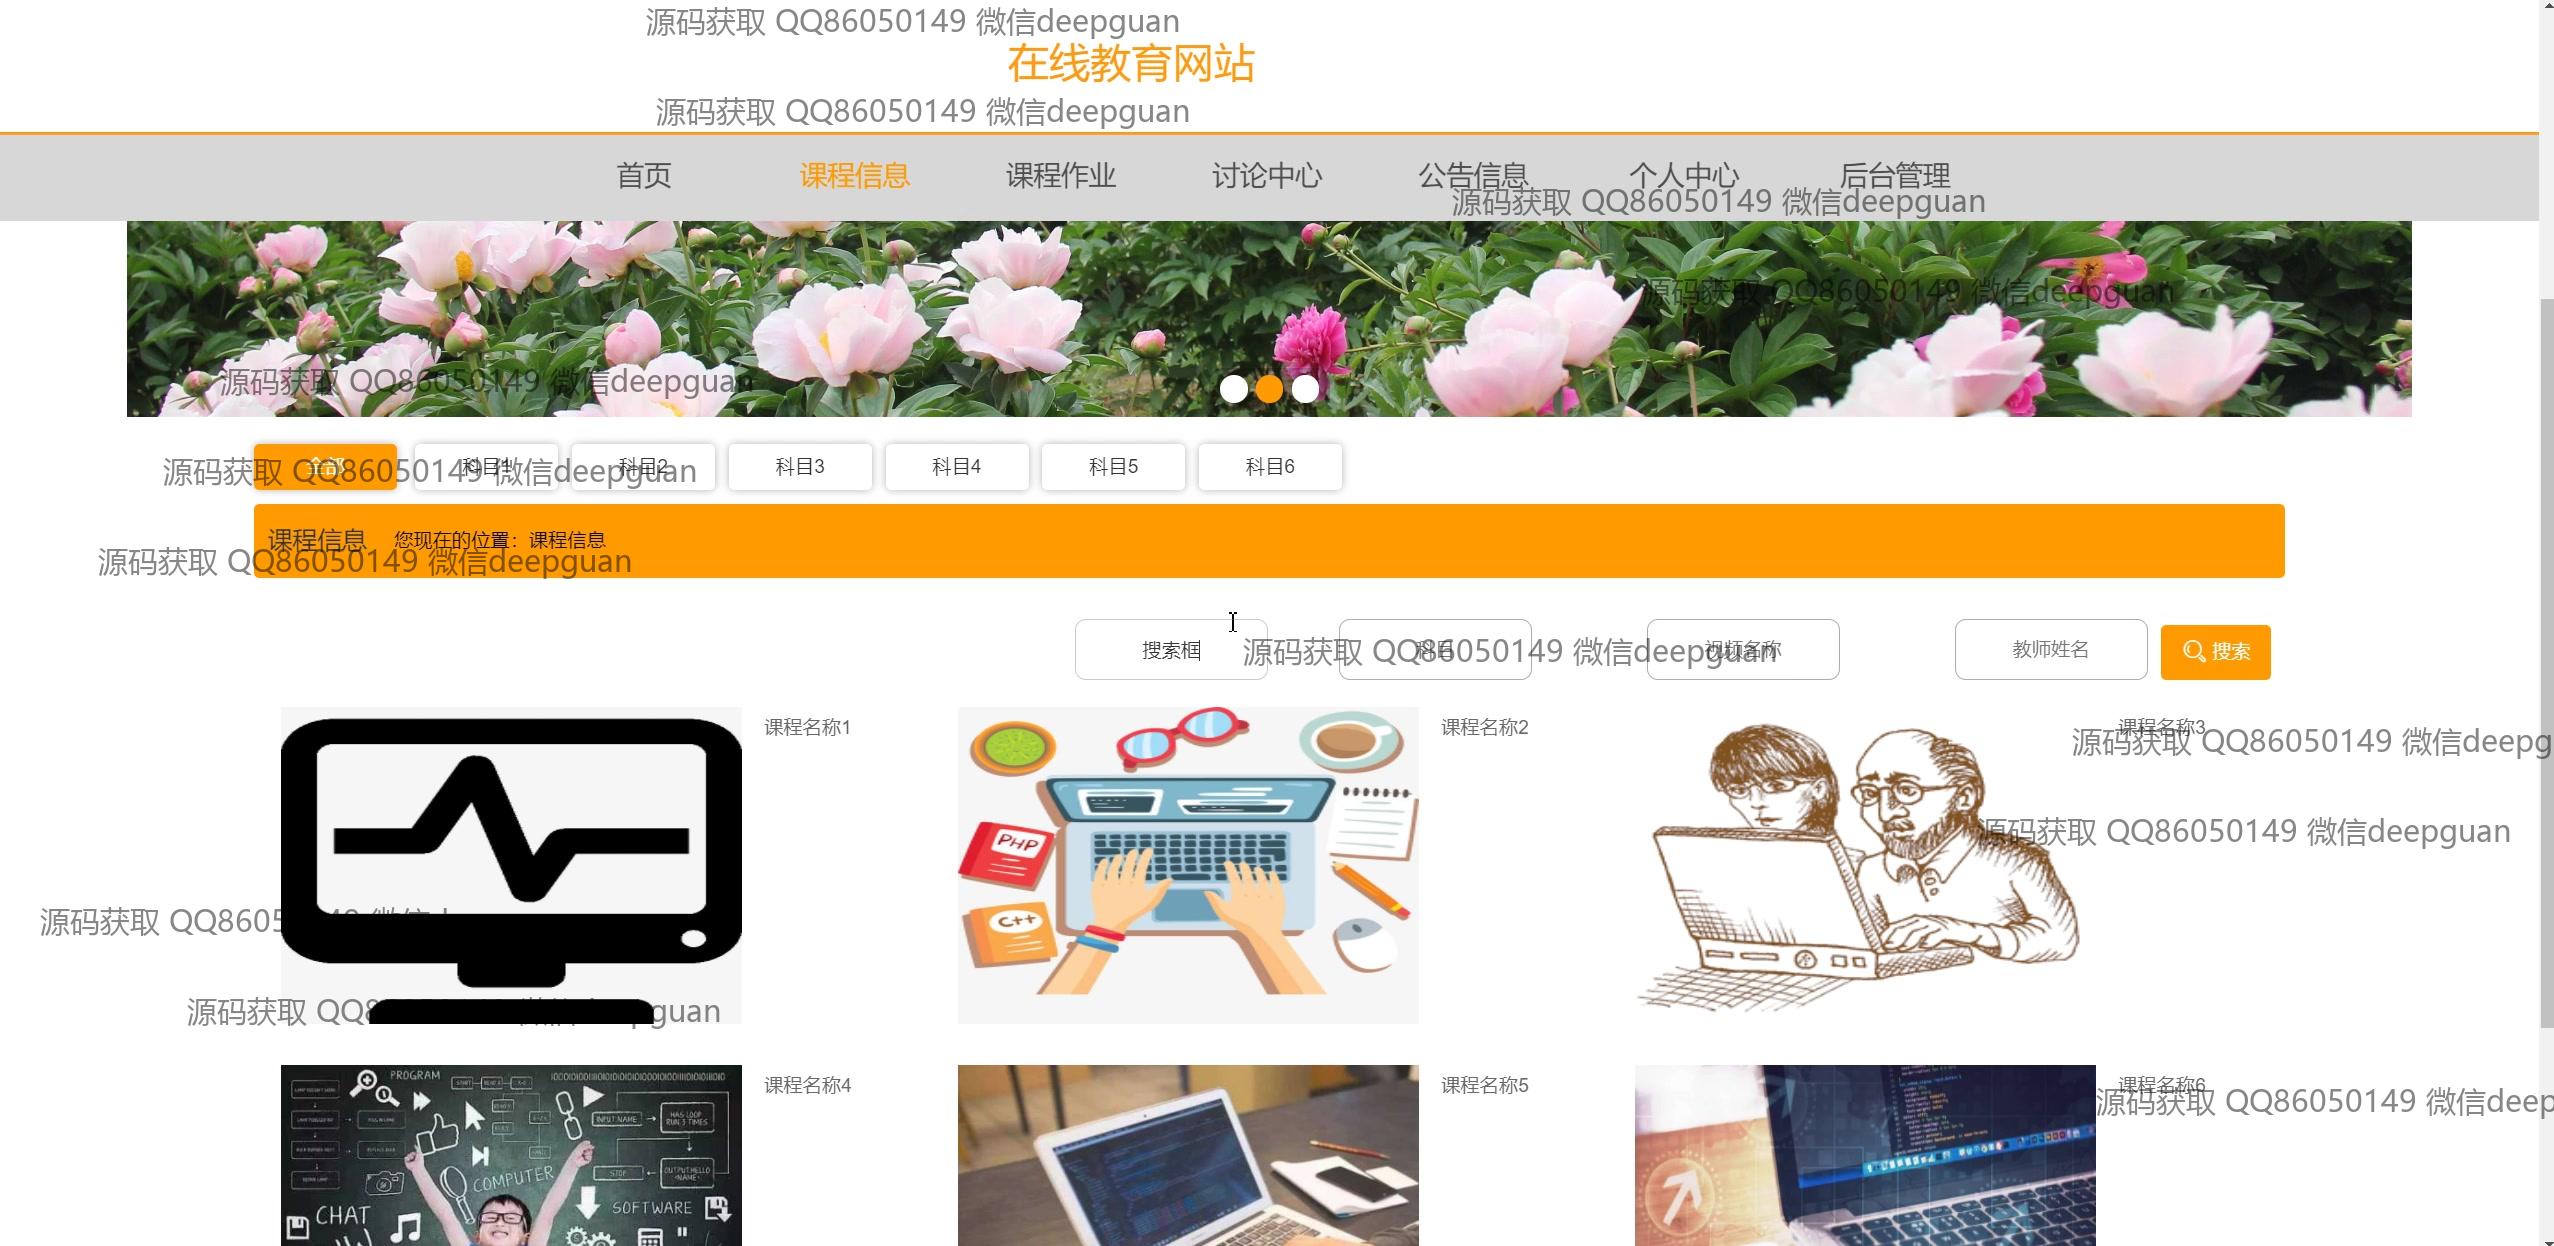 源码获取 QQ86050149 微信deepguan
在线教育网站
源码获取 QQ86050149 微信deepguan
首页 课程信息 课程作业 讨论中心 公告信息 个人中心 后台管理
源码获取 QQ86050149 微信deepguan
源码获取 QQ86050149 微信deepguan
源码获取 QQ86050149 微信deepguan
全部 科目1 科目2 科目3 科目4 科目5 科目6
源码获取 QQ86050149 微信deepguan
课程信息 您现在的位置：课程信息
源码获取 QQ86050149 微信deepguan
搜索框 科目 视频名称 教师姓名 搜索
源码获取 QQ86050149 微信deepguan
课程名称1 课程名称2 课程名称3
源码获取 QQ86050149 微信deepg
PHP
源码获取 QQ86050149 微信deepguan
C++
源码获取 QQ8605
源码获取 QQ8 guan
课程名称4 课程名称5 课程名称6
源码获取 QQ86050149 微信deep
PROGRAM
INPUT NAME
HAS LOOP
RUN 3 TIMES
STOP
OUTPUT HELLO
<NAME>
COMPUTER
SOFTWARE
CHAT